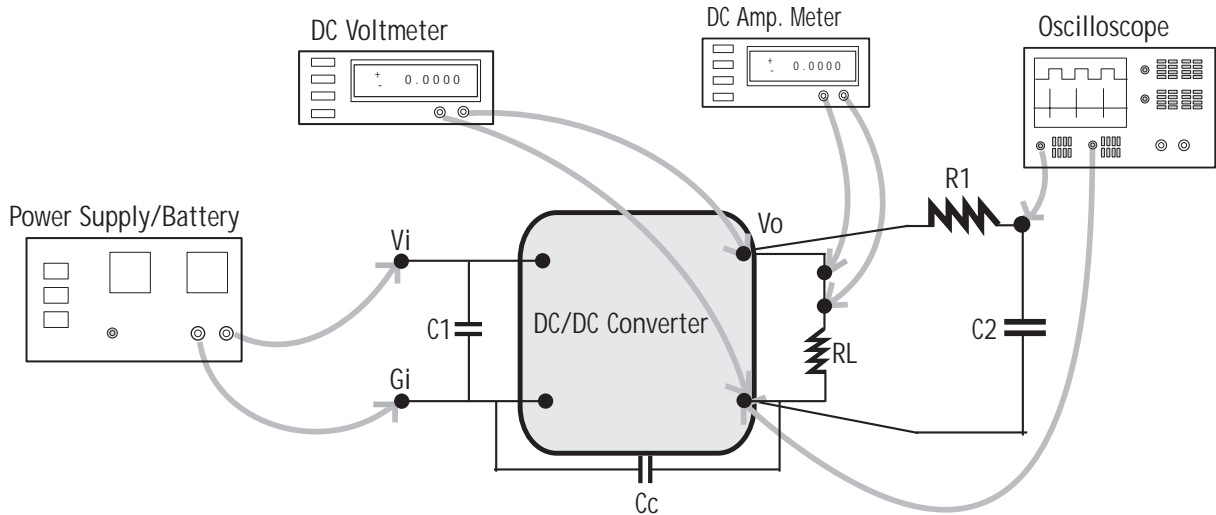 DC Voltmeter
DC Amp. Meter
Oscilloscope
+
-
0.0000
+
-
0.0000
R1
Power Supply/Battery
Vi
Vo
C1
DC/DC Converter
RL
C2
Gi
Cc